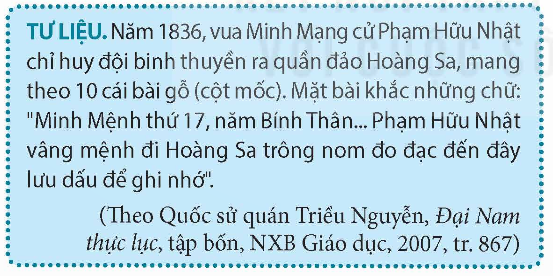 TƯ LIỆU. Năm 1836, vua Minh Mạng cử Phạm Hữu Nhật
chỉ huy đội binh thuyền ra quần đảo Hoàng Sa, mang
theo 10 cái bài gỗ (cột mốc). Mặt bài khắc những chữ:
"Minh Mệnh thứ 17, năm Bính Thân... Phạm Hữu Nhật
vâng mệnh đi Hoàng Sa trông nom đo đạc đến đây
lưu dấu để ghi nhớ".
(Theo Quốc sử quán Triều Nguyễn, Đại Nam
thực lục, tập bốn, NXB Giáo dục, 2007, tr. 867)